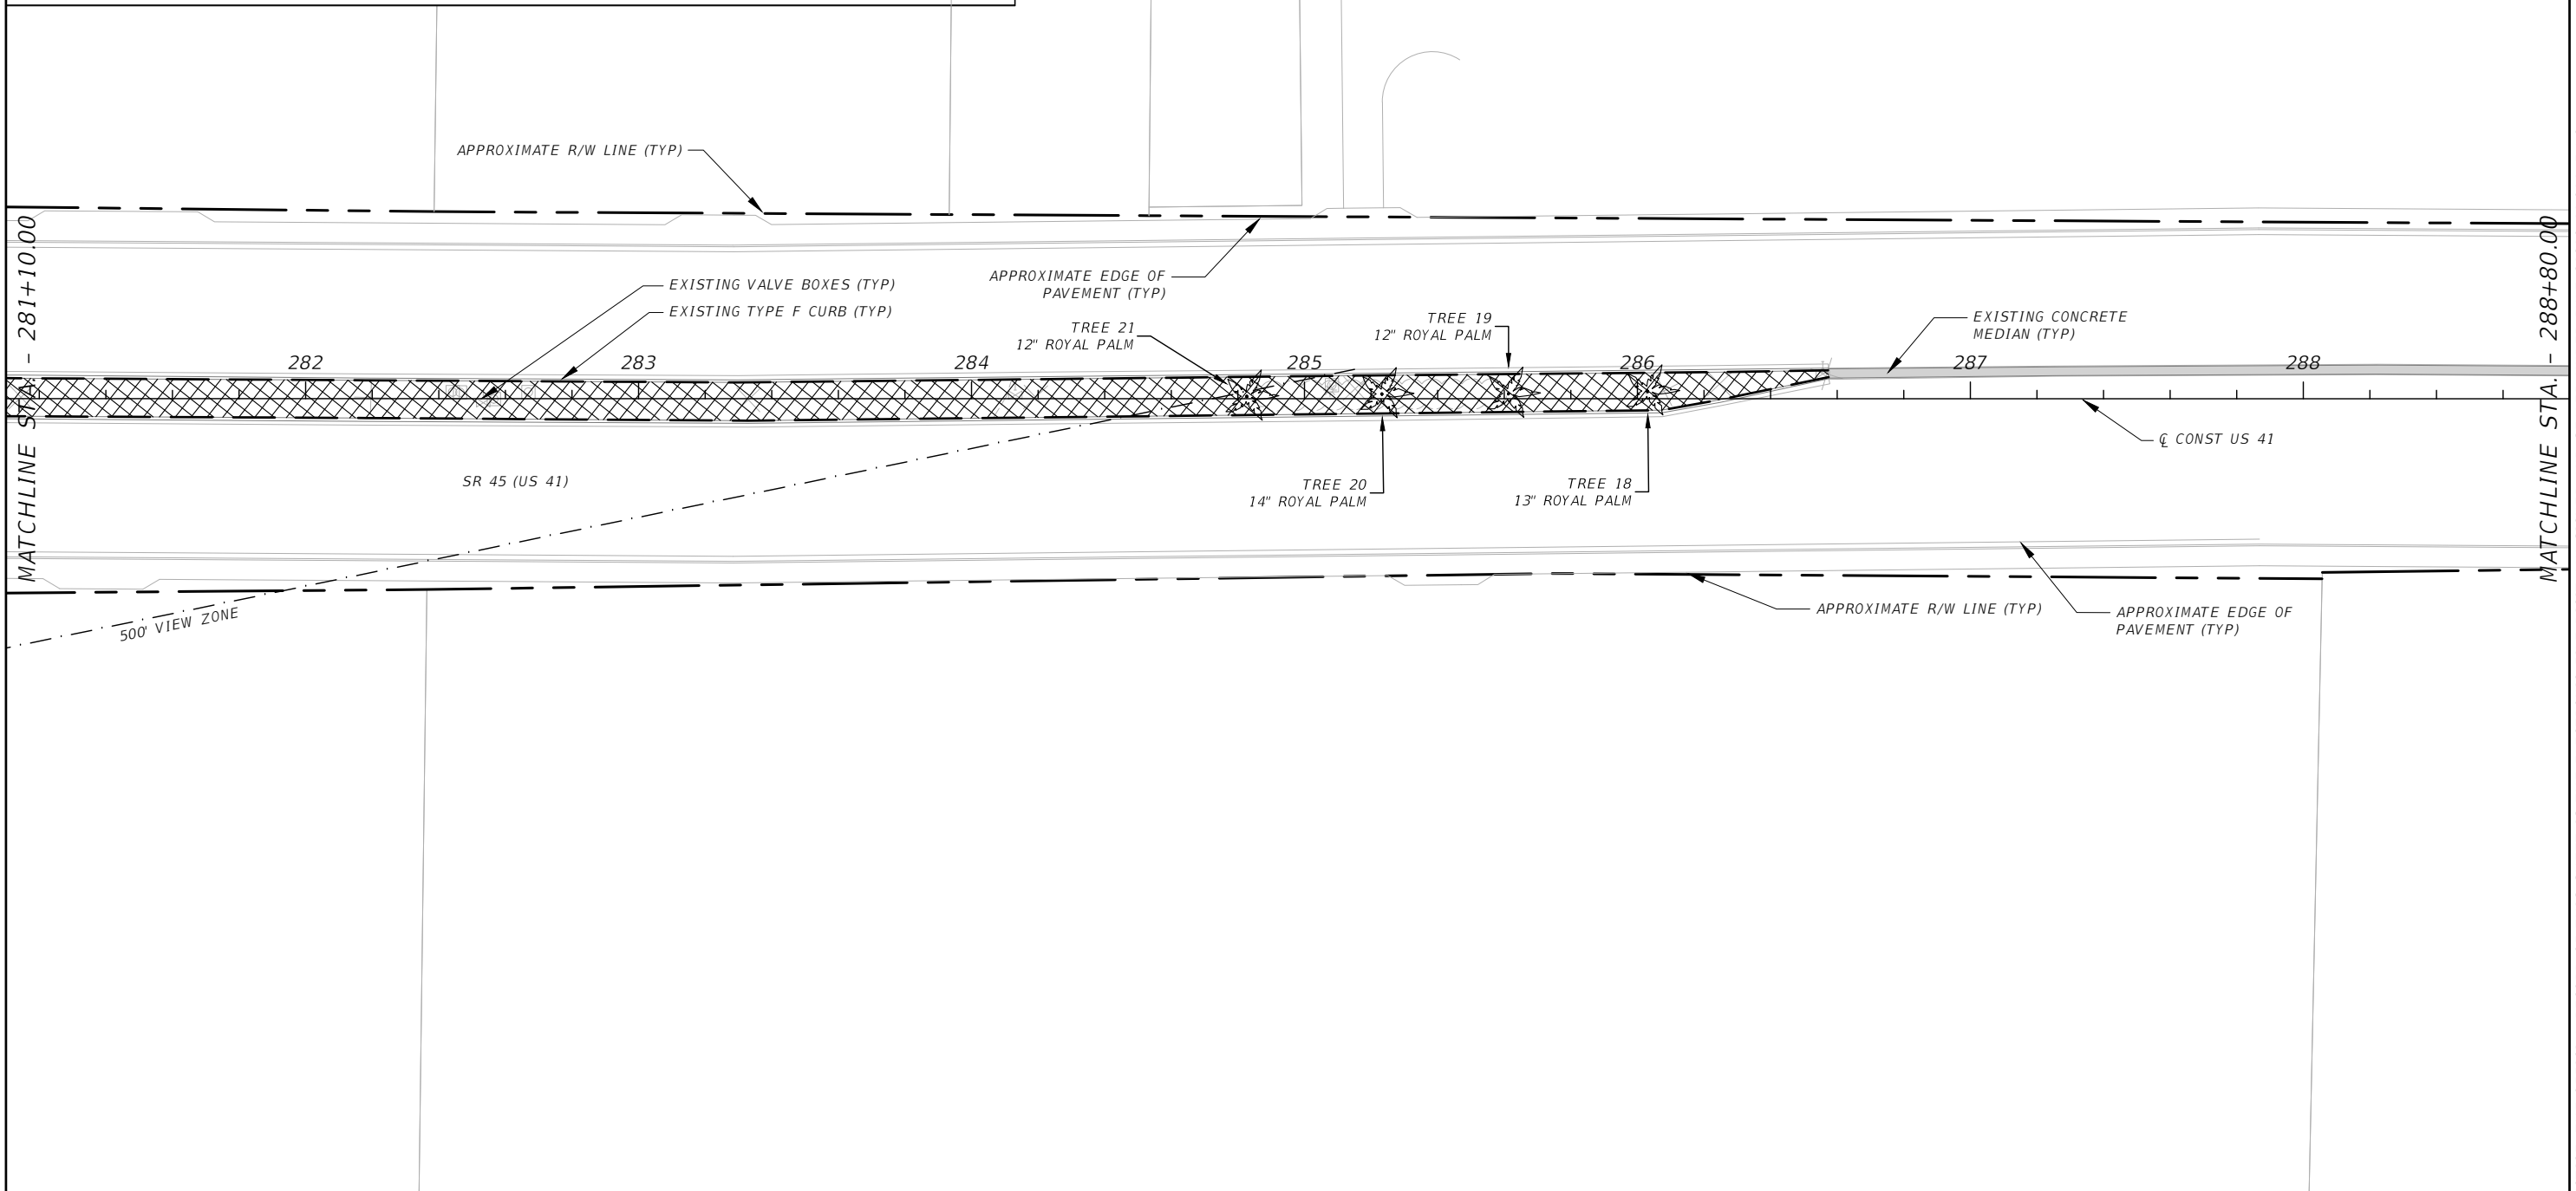 APPROXIMATE R/W LINE (TYP)
MATCHLINE STA. - 281+10.00
MATCHLINE STA. - 288+80.00
APPROXIMATE EDGE OF
PAVEMENT (TYP)
EXISTING VALVE BOXES (TYP)
EXISTING TYPE F CURB (TYP)
TREE 21
12" ROYAL PALM
TREE 19
12" ROYAL PALM
EXISTING CONCRETE
MEDIAN (TYP)
282
283
284
285
286
287
288
℄ CONST US 41
SR 45 (US 41)
TREE 20
14" ROYAL PALM
TREE 18
13" ROYAL PALM
500' VIEW ZONE
APPROXIMATE R/W LINE (TYP)
APPROXIMATE EDGE OF
PAVEMENT (TYP)